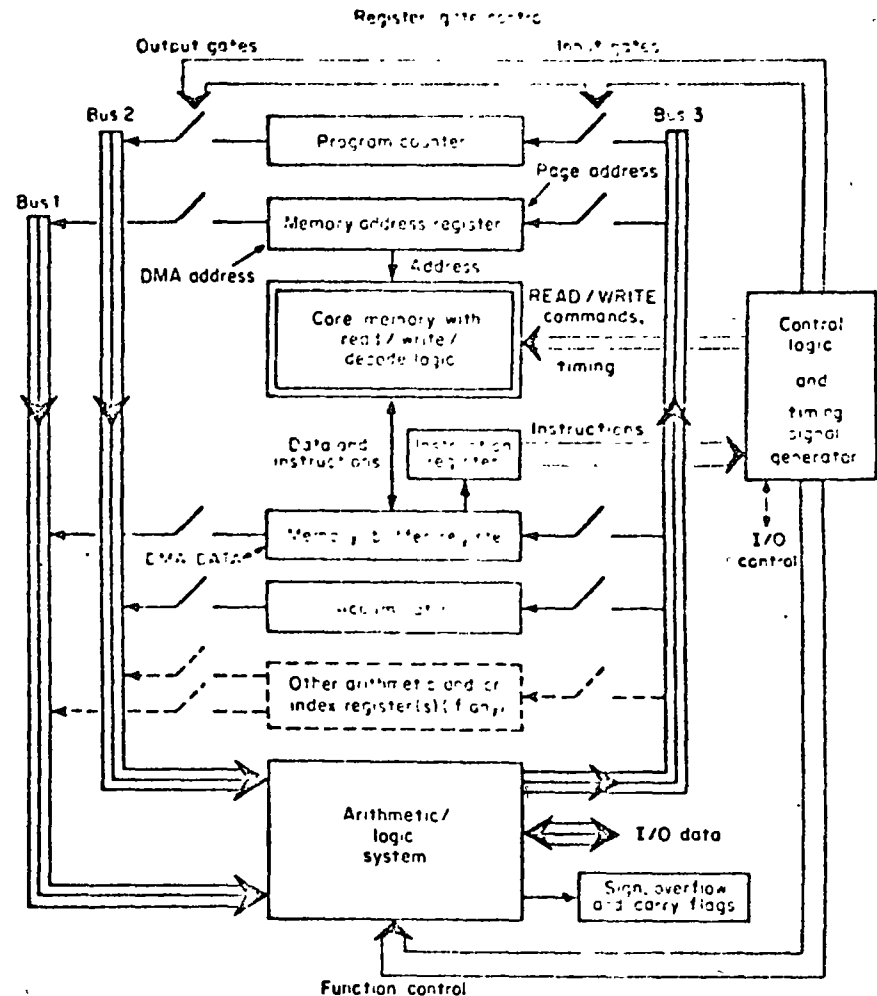 Register gate control
Output gates
Input gates
Bus 2
Bus 3
Program counter
Page address
Bus 1
Memory address register
DMA address
Address
READ/WRITE
commands,
timing
Core memory with
read/write/
decode logic
Control
logic
and
timing
signal
generator
Data and
instructions
Instruction
register
Instructions
Memory buffer register
DMA DATA
I/O
control
Other arithmetic and or
index register(s) (if any)
Arithmetic/
logic
system
I/O data
Sign, overflow
and carry flags
Function control